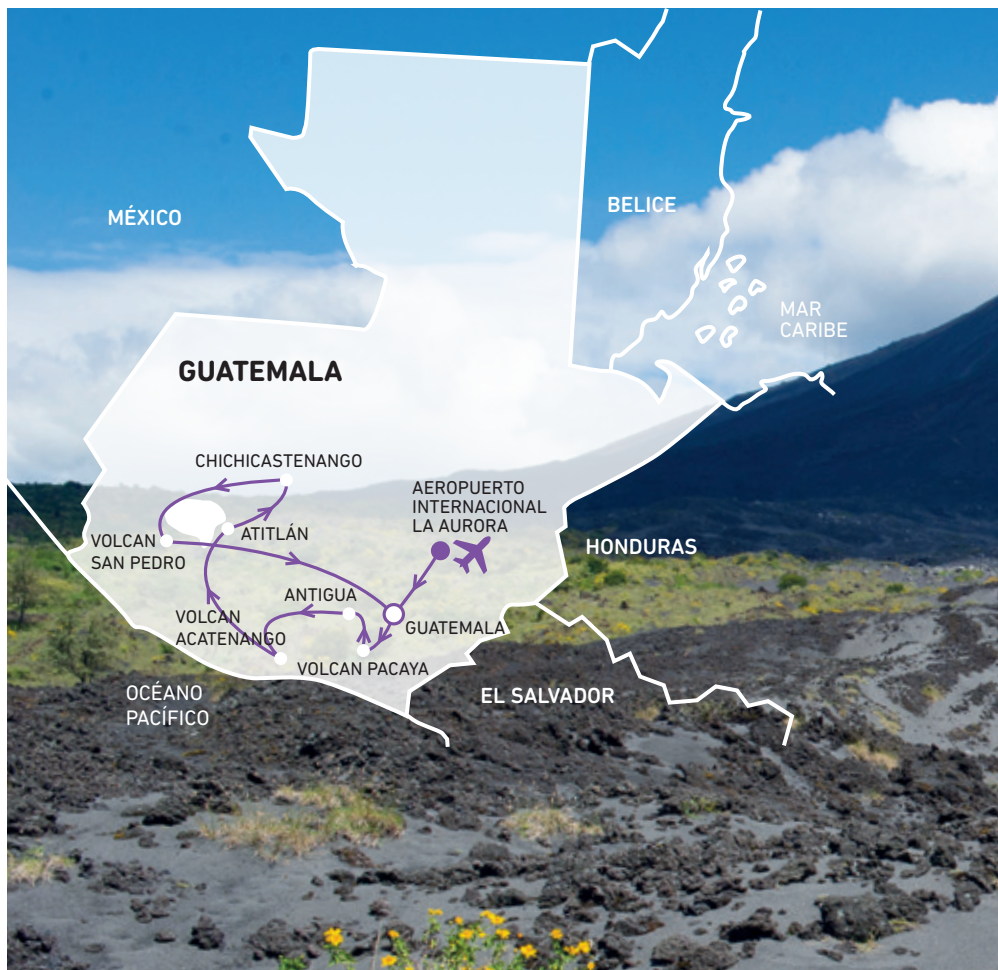 MÉXICO
BELICE
MAR
CARIBE
GUATEMALA
CHICHICASTENANGO
AEROPUERTO
INTERNACIONAL
LA AURORA
ATITLÁN
VOLCAN
SAN PEDRO
HONDURAS
ANTIGUA
VOLCAN
ACATENANGO
GUATEMALA
VOLCAN PACAYA
OCÉANO
PACÍFICO
EL SALVADOR